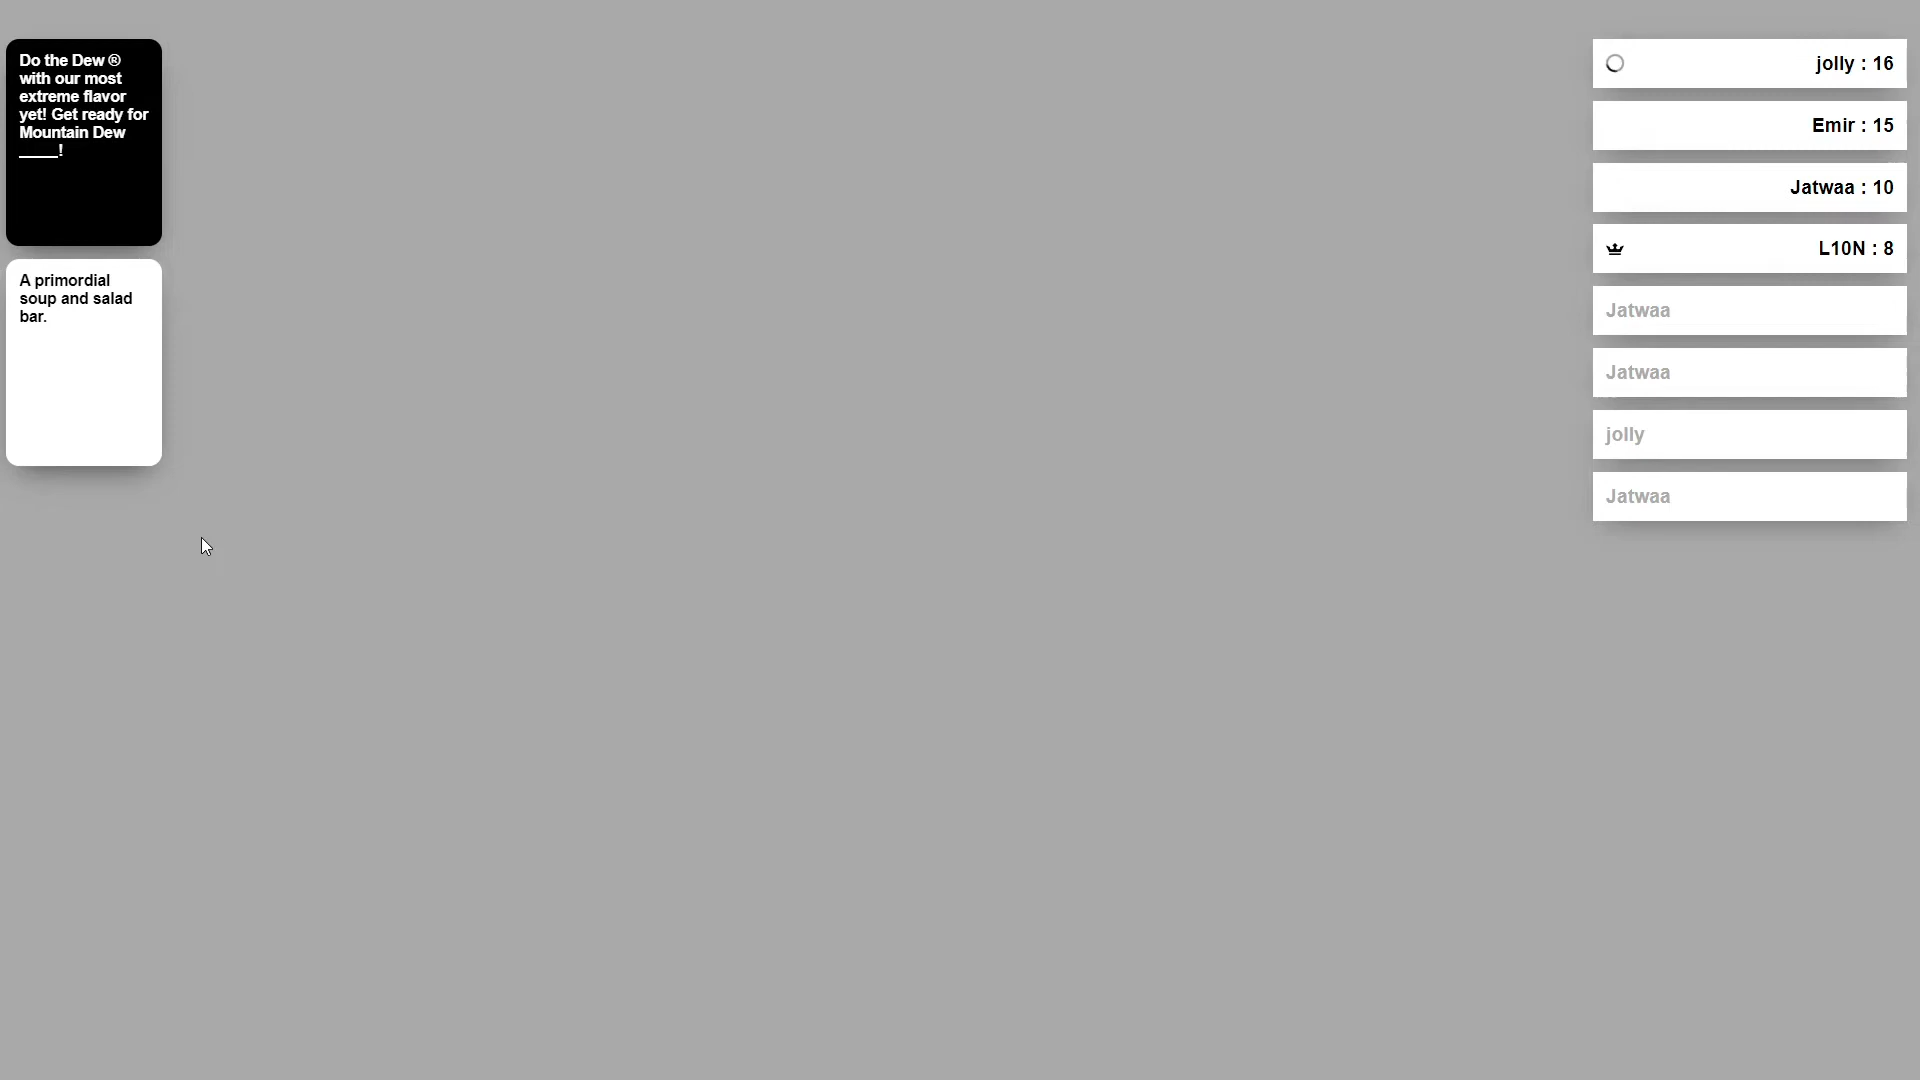 Do the Dew ®
with our most
extreme flavor
yet! Get ready for
Mountain Dew
_____!
A primordial
soup and salad
bar.
jolly : 16
Emir : 15
Jatwaa : 10
L10N : 8
Jatwaa
Jatwaa
jolly
Jatwaa